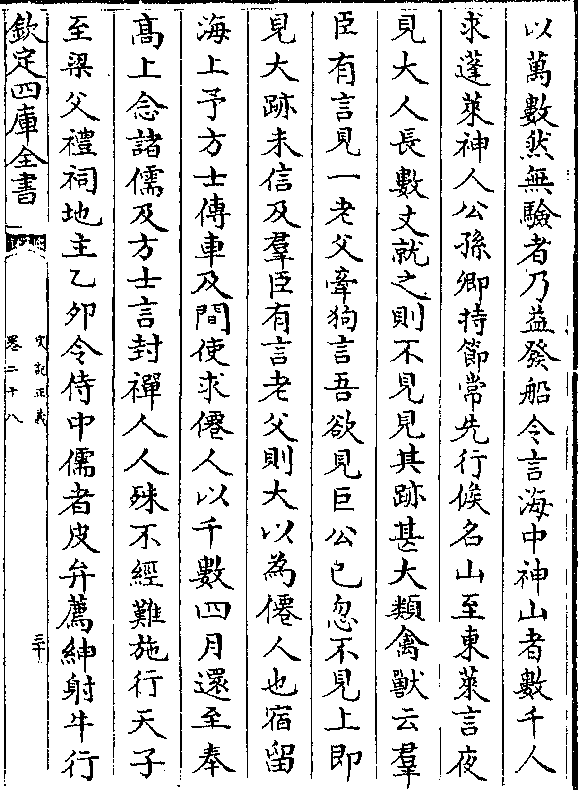 以萬數然無驗者乃益發船令言海中神山者數千人
求蓬萊神人公孫卿持節常先行候名山至東萊言夜
見大人長數丈就之則不見見其跡甚大類禽獸云羣
臣有言見一老父牽狗言吾欲見巨公已忽不見上即
見大跡未信及羣臣有言老父則大以為僊人也宿留
海上予方士傳車及間使求僊人以千數四月還至奉
高上念諸儒及方士言封禪人人殊不經難施行天子
至梁父禮祠地主乙夘令侍中儒者皮弁薦紳射牛行
欽定四庫全書
史記正義
卷二十八
三十